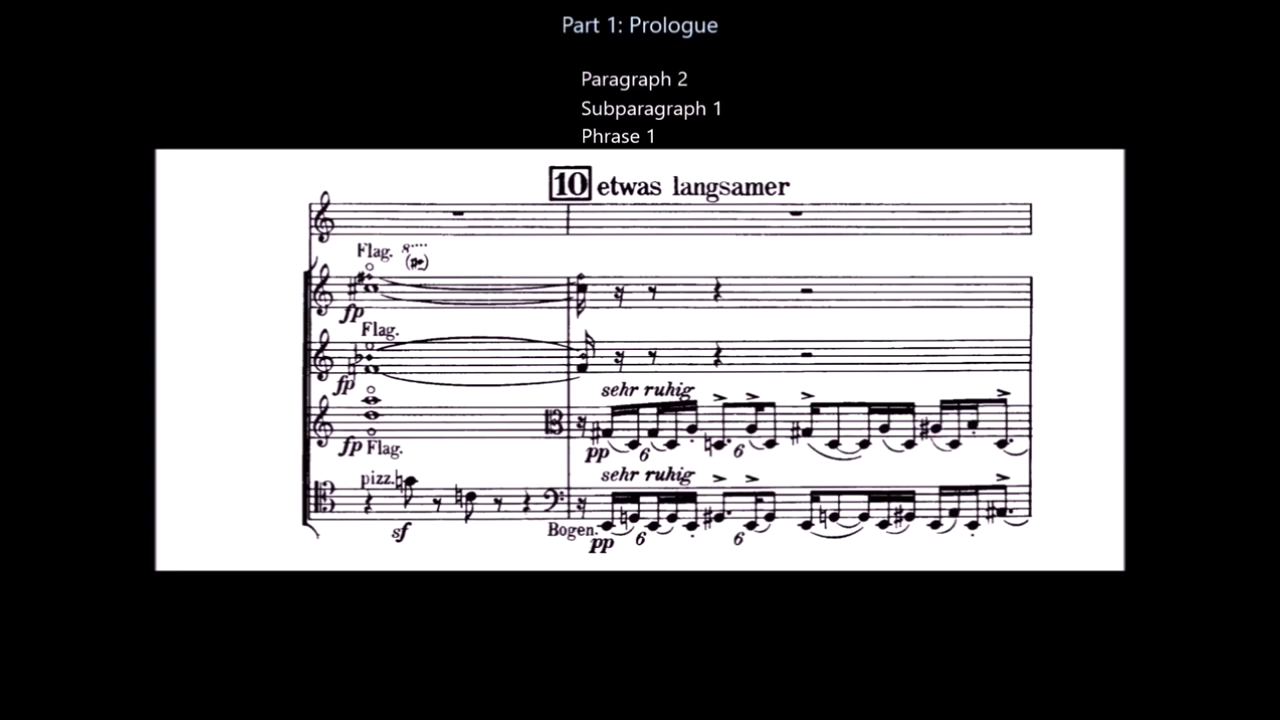 Part 1: Prologue
Paragraph 2
Subparagraph 1
Phrase 1
10 etwas langsamer
Flag. 8
fp
Flag.
fp
sehr ruhig
fp Flag.
pp 6 6
pizz.
sehr ruhig
sf
Bogen.
pp 6 6